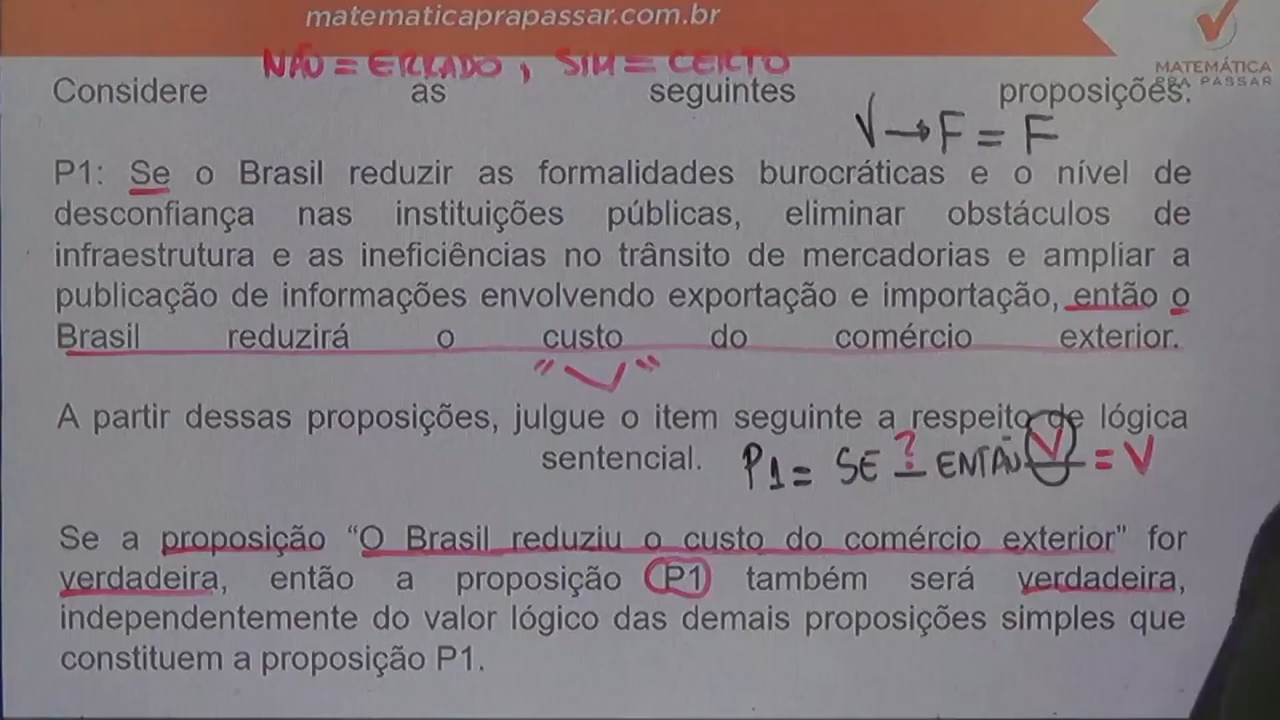 matematicaprapassar.com.br
MATEMÁTICA
PRA PASSAR
NÃO = ERRADO, SIM = CERTO
Considere as seguintes proposições:
V → F = F
P1: Se o Brasil reduzir as formalidades burocráticas e o nível de
desconfiança nas instituições públicas, eliminar obstáculos de
infraestrutura e as ineficiências no trânsito de mercadorias e ampliar a
publicação de informações envolvendo exportação e importação, então o
Brasil reduzirá o custo do comércio exterior.
"V"
A partir dessas proposições, julgue o item seguinte a respeito de lógica
sentencial.
P1 = SE ? ENTÃO V = V
Se a proposição “O Brasil reduziu o custo do comércio exterior” for
verdadeira, então a proposição P1 também será verdadeira,
independentemente do valor lógico das demais proposições simples que
constituem a proposição P1.